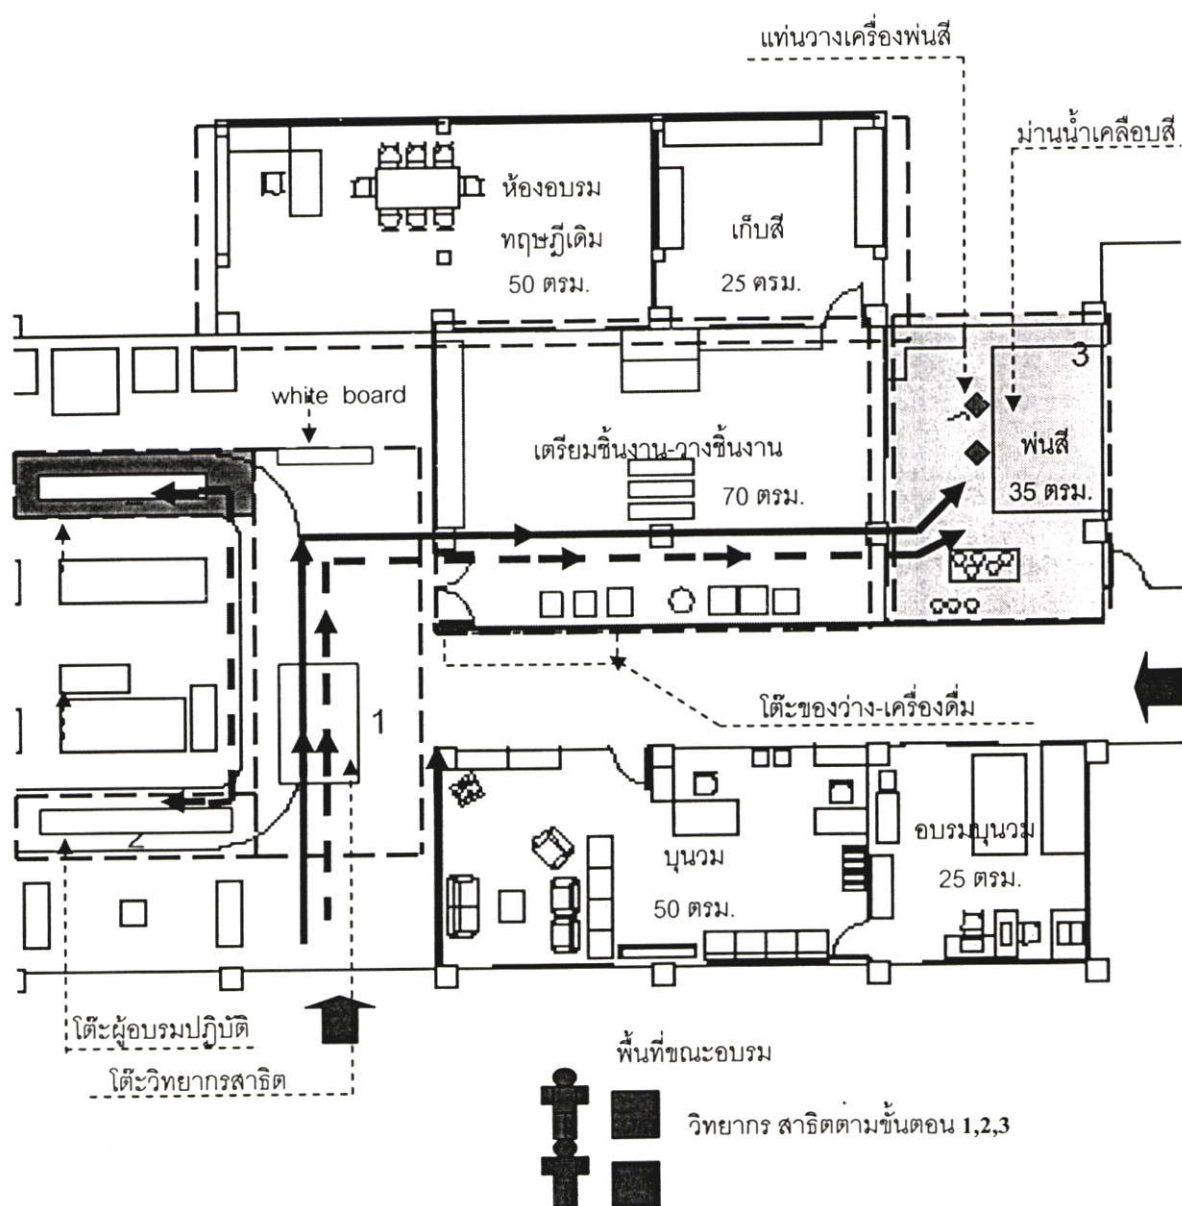 แท่นวางเครื่องพ่นสี
ม่านน้ำเคลือบสี
ห้องอบรม
ทฤษฎีเดิม
50 ตรม.
เก็บสี
25 ตรม.
3
white board
เตรียมชิ้นงาน-วางชิ้นงาน
70 ตรม.
พ่นสี
35 ตรม.
1
โต๊ะของว่าง-เครื่องดื่ม
2
บุนวม
50 ตรม.
อบรมบุนวม
25 ตรม.
โต๊ะผู้อบรมปฎิบัติ
โต๊ะวิทยากรสาธิต
พื้นที่ขณะอบรม
วิทยากร สาธิตตามขั้นตอน 1,2,3